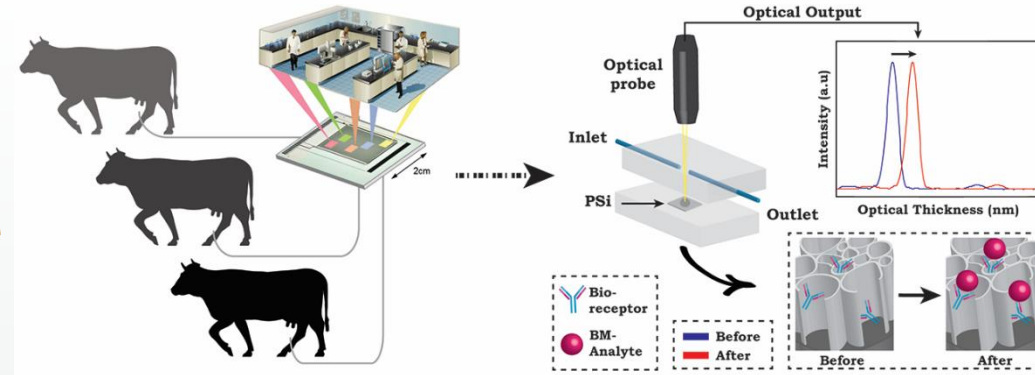 2cm
Optical Output
Optical
probe
Inlet
PSi
Outlet
Intensity (a.u)
Optical Thickness (nm)
Bio-
receptor
BM-
Analyte
Before
After
Before
After